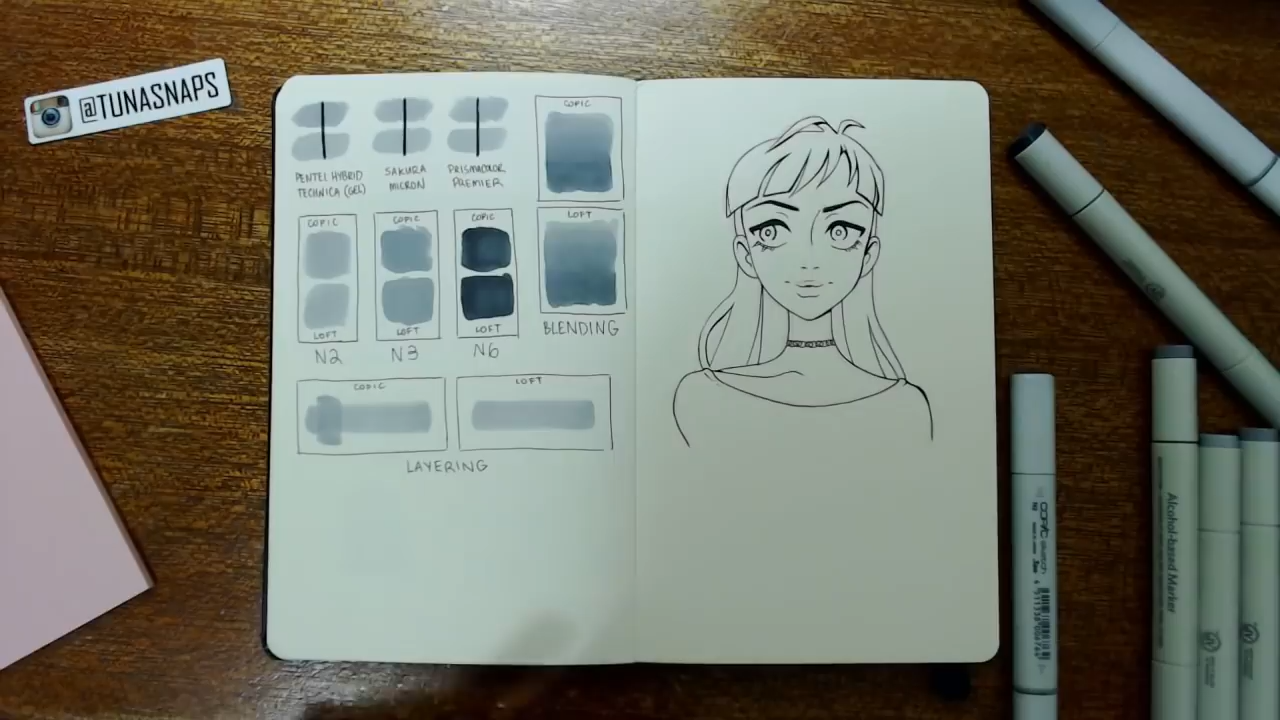 @TUNASNAPS
PENTEL HYBRID
TECHNICA (GEL)
SAKURA
MICRON
PRISMACOLOR
PREMIER
COPIC
COPIC
LOFT
N2
COPIC
LOFT
N3
COPIC
LOFT
N6
LOFT
BLENDING
COPIC
LOFT
LAYERING
COPIC sketch
Alcohol-based Marker